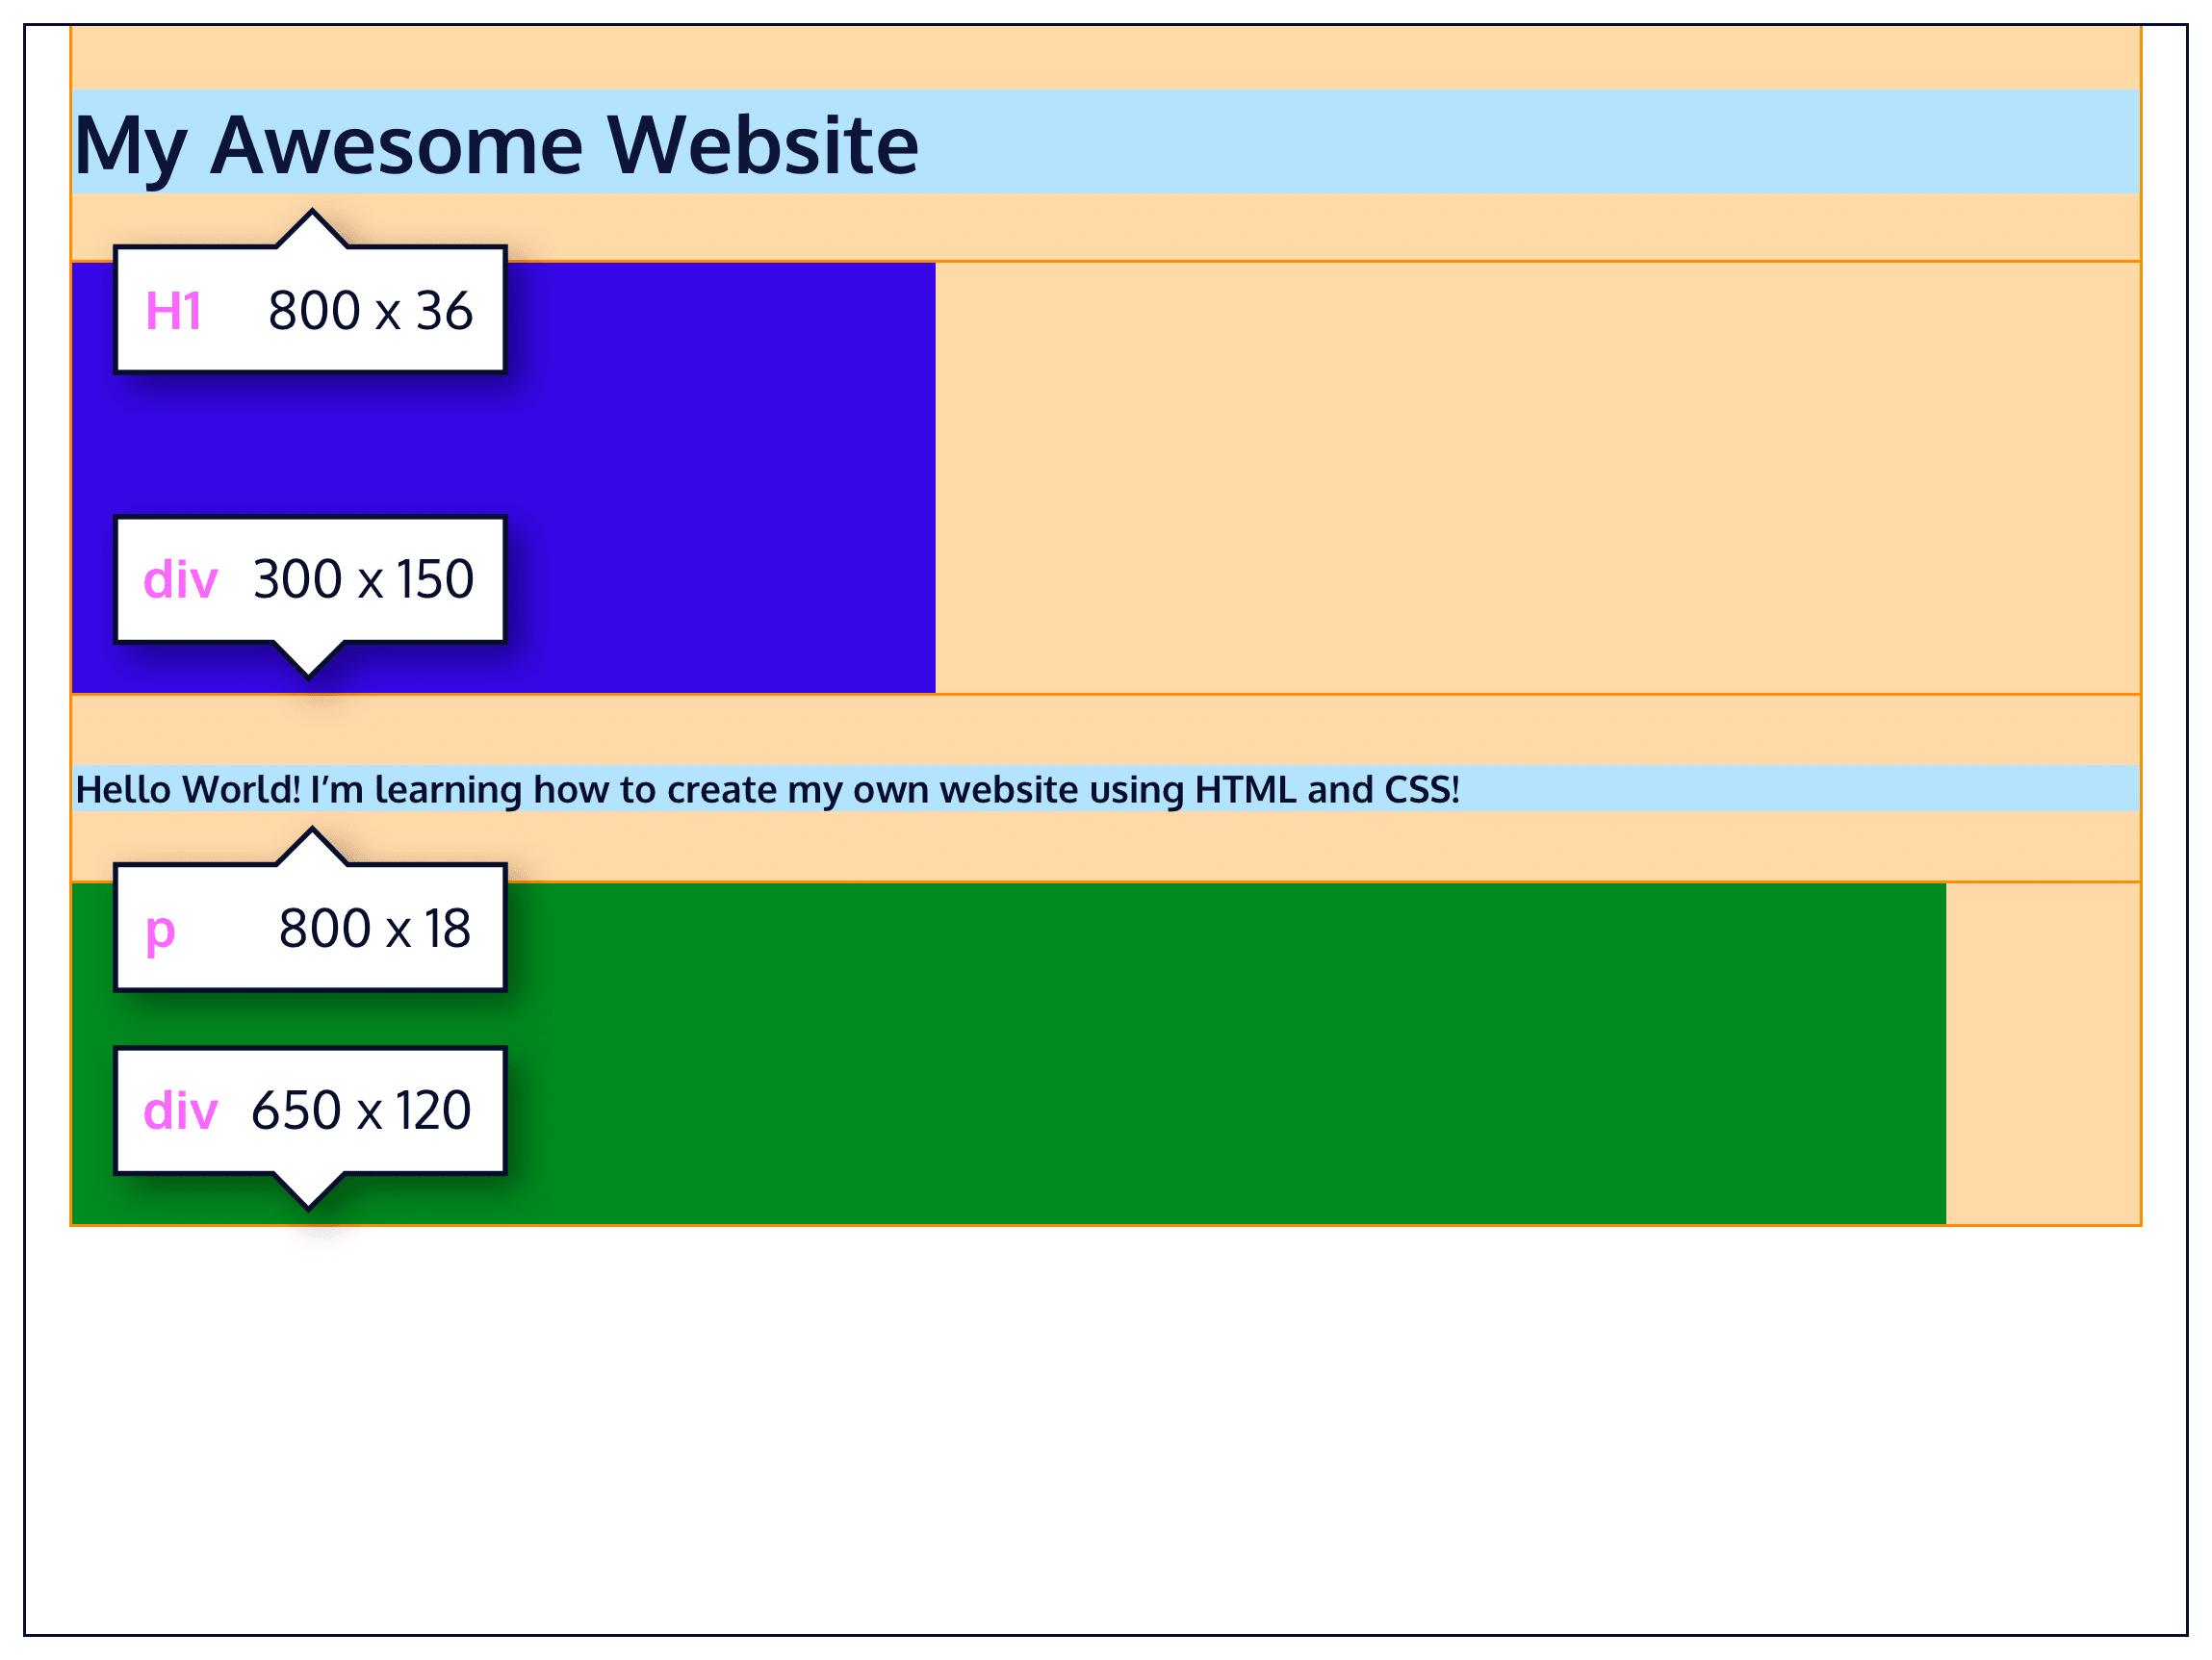 My Awesome Website
H1 800 x 36
div 300 x 150
Hello World! I’m learning how to create my own website using HTML and CSS!
p 800 x 18
div 650 x 120